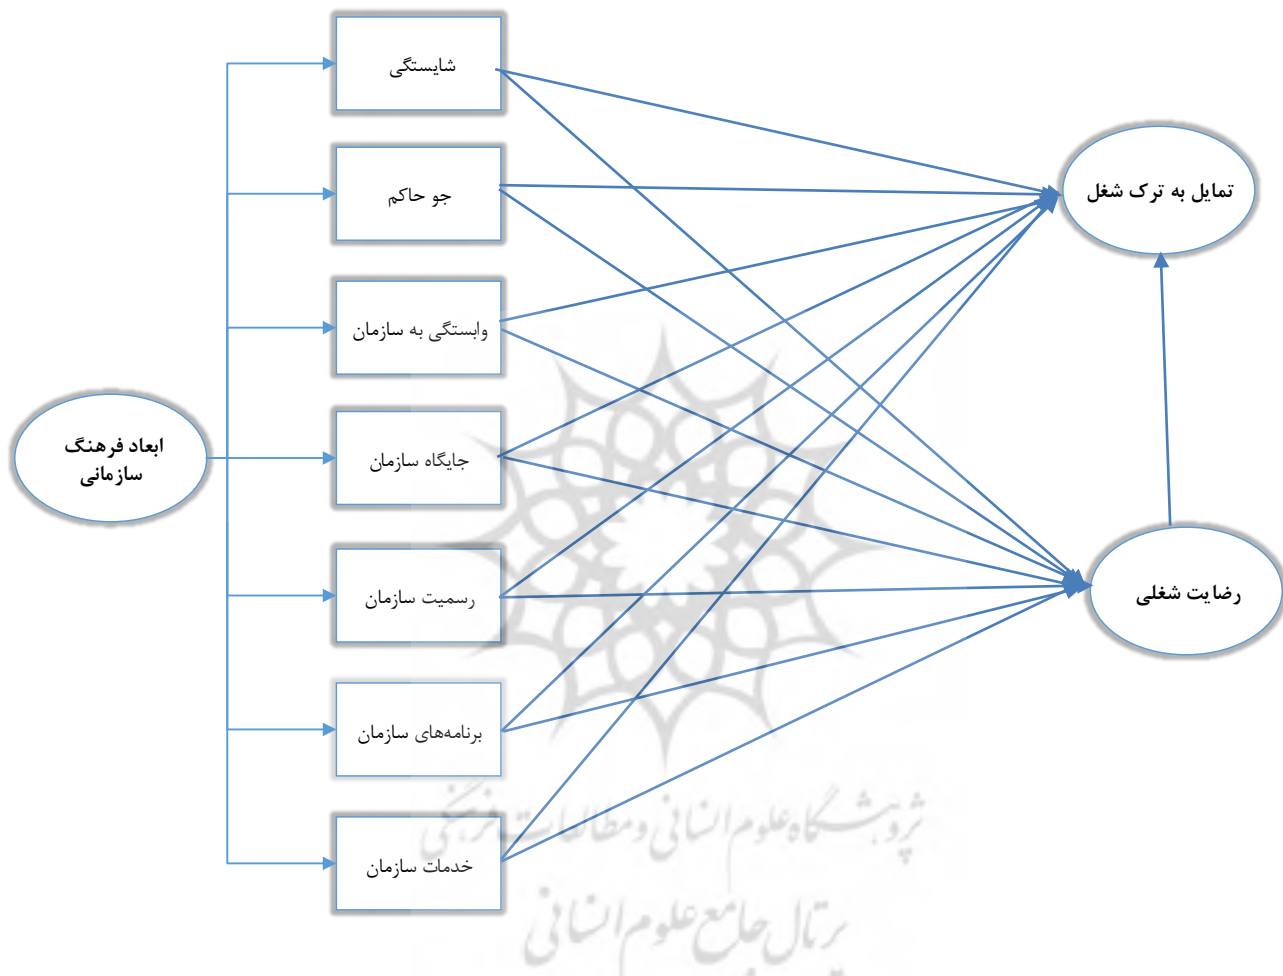 شایستگی
جو حاکم
تمایل به ترک شغل
وابستگی به سازمان
ابعاد فرهنگ
سازمانی
جایگاه سازمان
رسمیت سازمان
رضایت شغلی
برنامه‌های سازمان
خدمات سازمان
پژوهشگاه علوم انسانی و مطالعات فرهنگی
پرتال جامع علوم انسانی